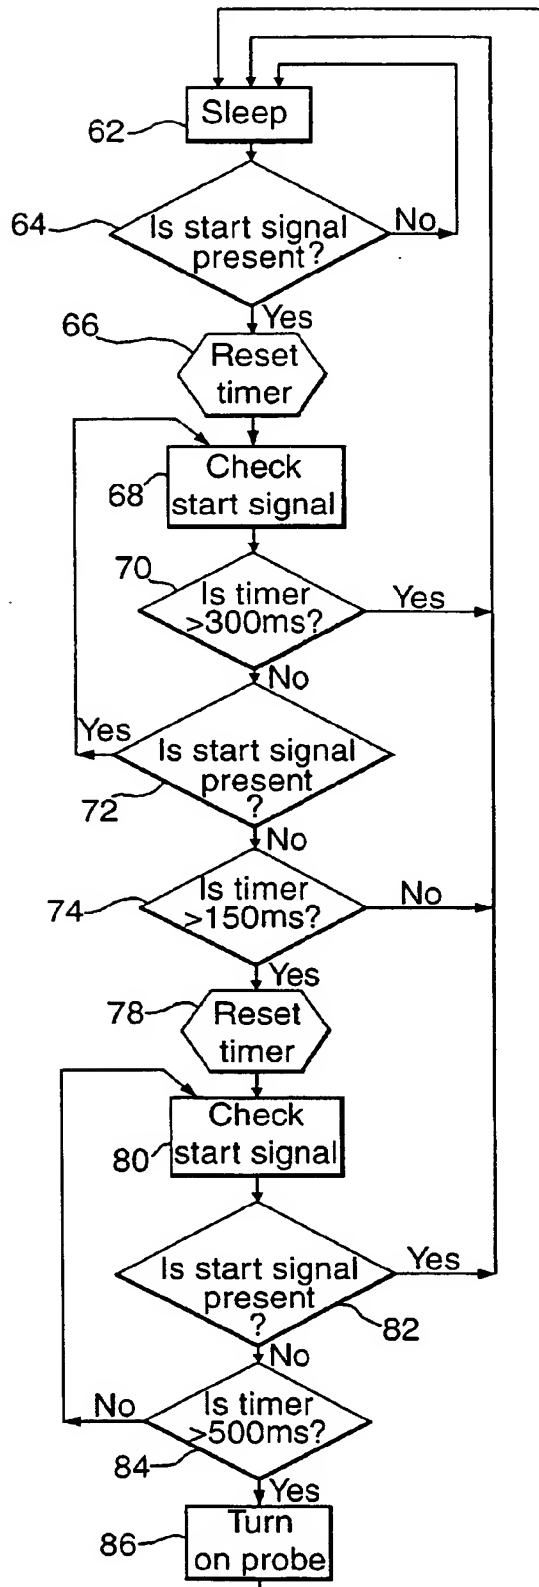 Sleep
62
64
Is start signal
present?
No
Yes
66
Reset
timer
Check
start signal
68
70
Is timer
>300ms?
Yes
No
Yes
Is start signal
present
?
72
No
Is timer
>150ms?
74
No
Yes
78
Reset
timer
Check
start signal
80
Is start signal
present
?
Yes
82
No
Is timer
>500ms?
No
84
Yes
Turn
on probe
86